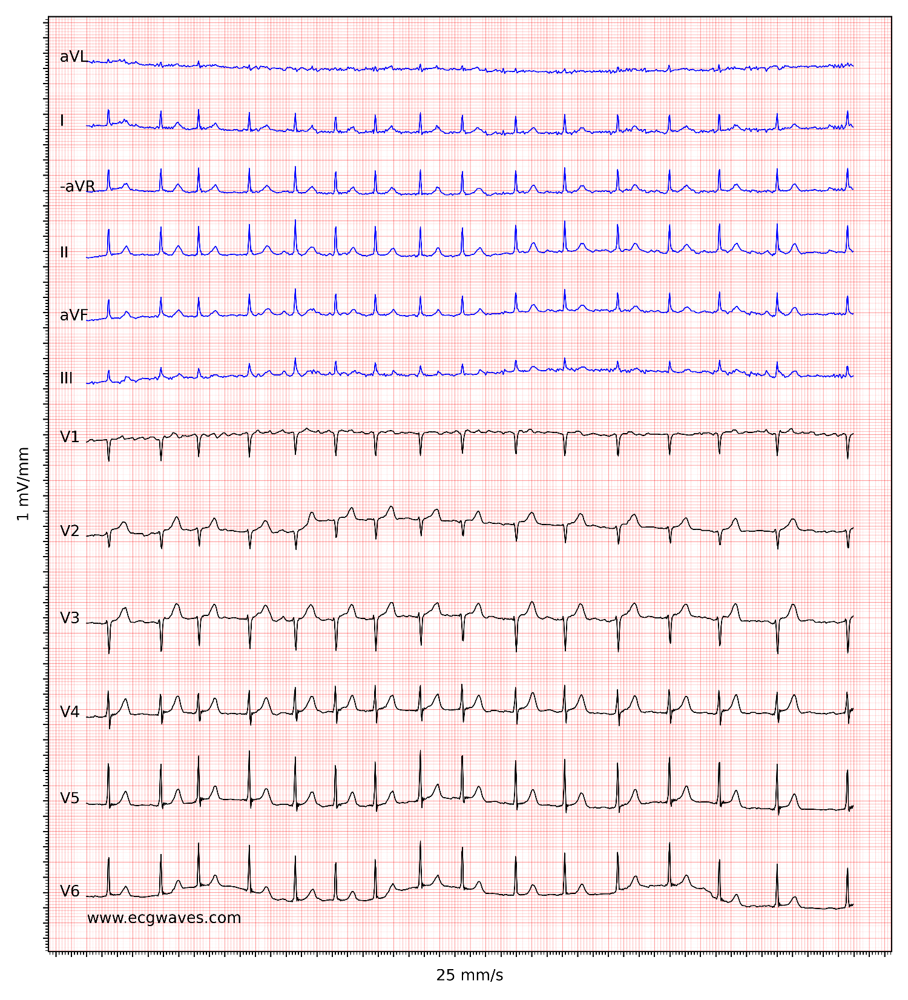 aVL
I
-aVR
II
aVF
III
V1
V2
V3
V4
V5
V6
www.ecgwaves.com
1 mV/mm
25 mm/s